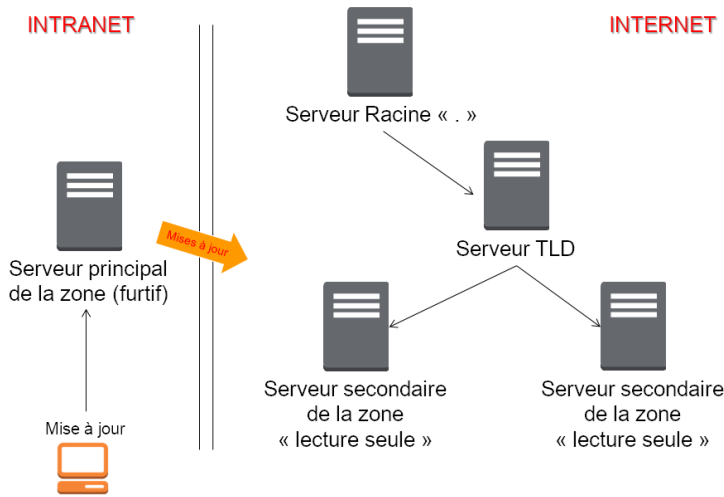 INTRANET
INTERNET
Serveur Racine « . »
Mises à jour
Serveur TLD
Serveur principal
de la zone (furtif)
Mise à jour
Serveur secondaire
de la zone
« lecture seule »
Serveur secondaire
de la zone
« lecture seule »